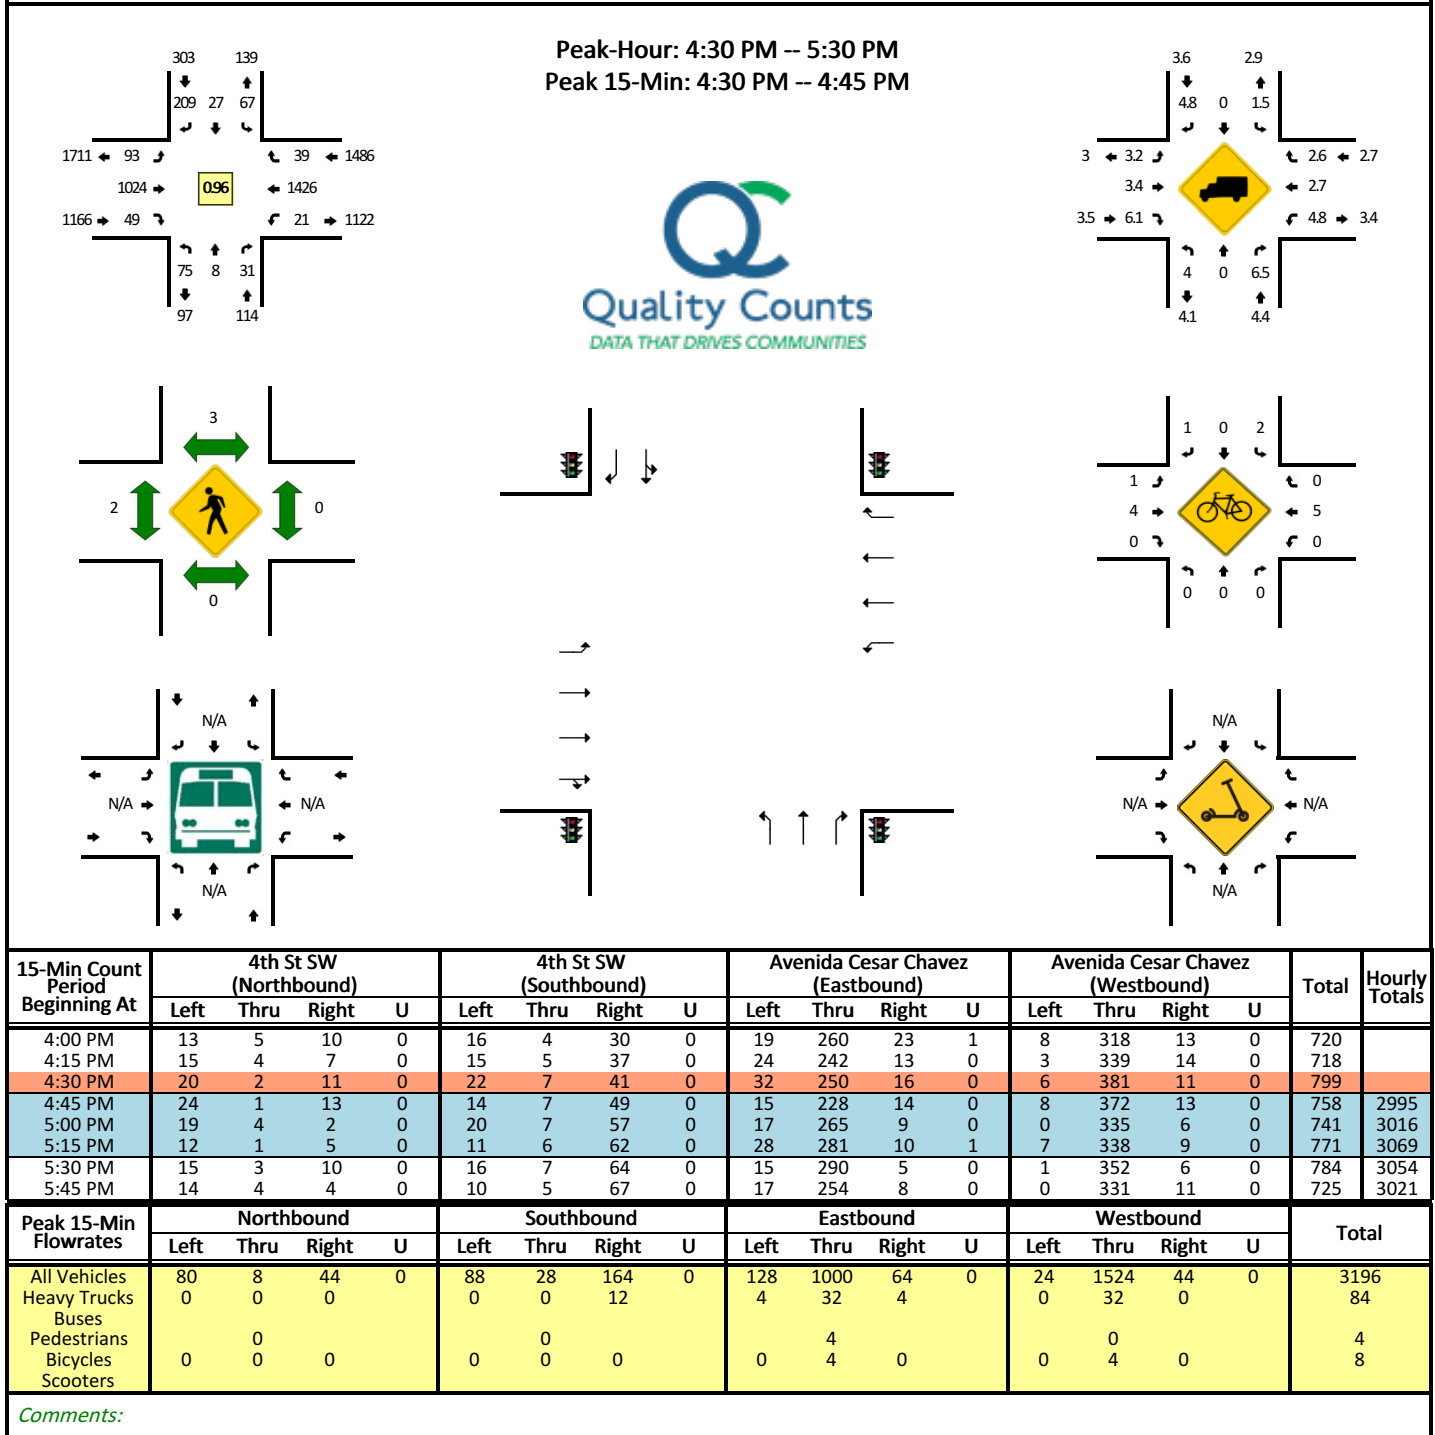 Peak-Hour: 4:30 PM -- 5:30 PM
Peak 15-Min: 4:30 PM -- 4:45 PM
303 139
209 27 67
1711 93 39 1486
1024 0.96 1426
1166 49 21 1122
75 8 31
97 114
3.6 2.9
4.8 0 1.5
3 3.2 2.6 2.7
3.4 2.7
3.5 6.1 4.8 3.4
4 0 6.5
4.1 4.4
QC
Quality Counts
DATA THAT DRIVES COMMUNITIES
3
2 0
0
1 0 2
1 0
4 5
0 0
0 0 0
N/A
N/A N/A
N/A
N/A
N/A N/A
N/A
15-Min Count Period Beginning At 4th St SW (Northbound) 4th St SW (Southbound) Avenida Cesar Chavez (Eastbound) Avenida Cesar Chavez (Westbound) Total Hourly Totals
Left Thru Right U Left Thru Right U Left Thru Right U Left Thru Right U
4:00 PM 13 5 10 0 16 4 30 0 19 260 23 1 8 318 13 0 720
4:15 PM 15 4 7 0 15 5 37 0 24 242 13 0 3 339 14 0 718
4:30 PM 20 2 11 0 22 7 41 0 32 250 16 0 6 381 11 0 799
4:45 PM 24 1 13 0 14 7 49 0 15 228 14 0 8 372 13 0 758 2995
5:00 PM 19 4 2 0 20 7 57 0 17 265 9 0 0 335 6 0 741 3016
5:15 PM 12 1 5 0 11 6 62 0 28 281 10 1 7 338 9 0 771 3069
5:30 PM 15 3 10 0 16 7 64 0 15 290 5 0 1 352 6 0 784 3054
5:45 PM 14 4 4 0 10 5 67 0 17 254 8 0 0 331 11 0 725 3021
Peak 15-Min Flowrates Northbound Southbound Eastbound Westbound Total
Left Thru Right U Left Thru Right U Left Thru Right U Left Thru Right U
All Vehicles 80 8 44 0 88 28 164 0 128 1000 64 0 24 1524 44 0 3196
Heavy Trucks 0 0 0 0 0 12 4 32 4 0 32 0 84
Buses
Pedestrians 0 0 4 0 4
Bicycles 0 0 0 0 0 0 0 4 0 0 4 0 8
Scooters
Comments: